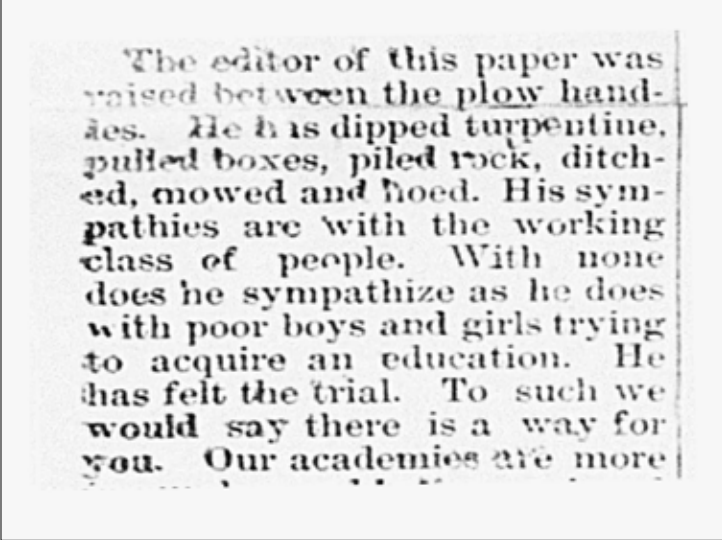 The editor of this paper was
raised between the plow hand-
les. He has dipped turpentine,
pulled boxes, piled rock, ditch-
ed, mowed and hoed. His sym-
pathies are with the working
class of people. With none
does he sympathize as he does
with poor boys and girls trying
to acquire an education. He
has felt the trial. To such we
would say there is a way for
you. Our academies are more